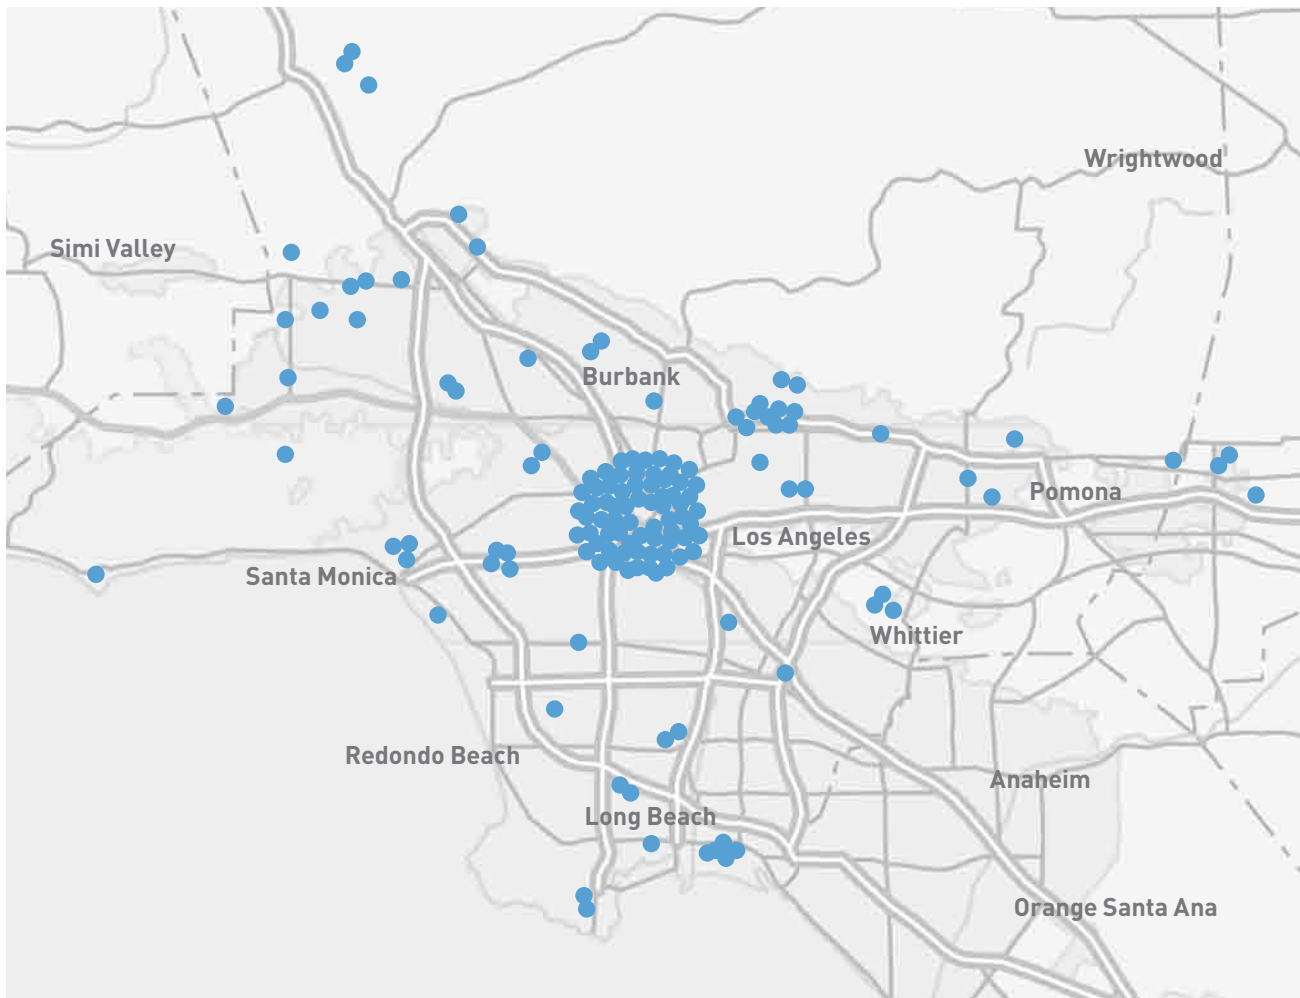 Wrightwood
Simi Valley
Burbank
Pomona
Los Angeles
Santa Monica
Whittier
Redondo Beach
Anaheim
Long Beach
Orange Santa Ana